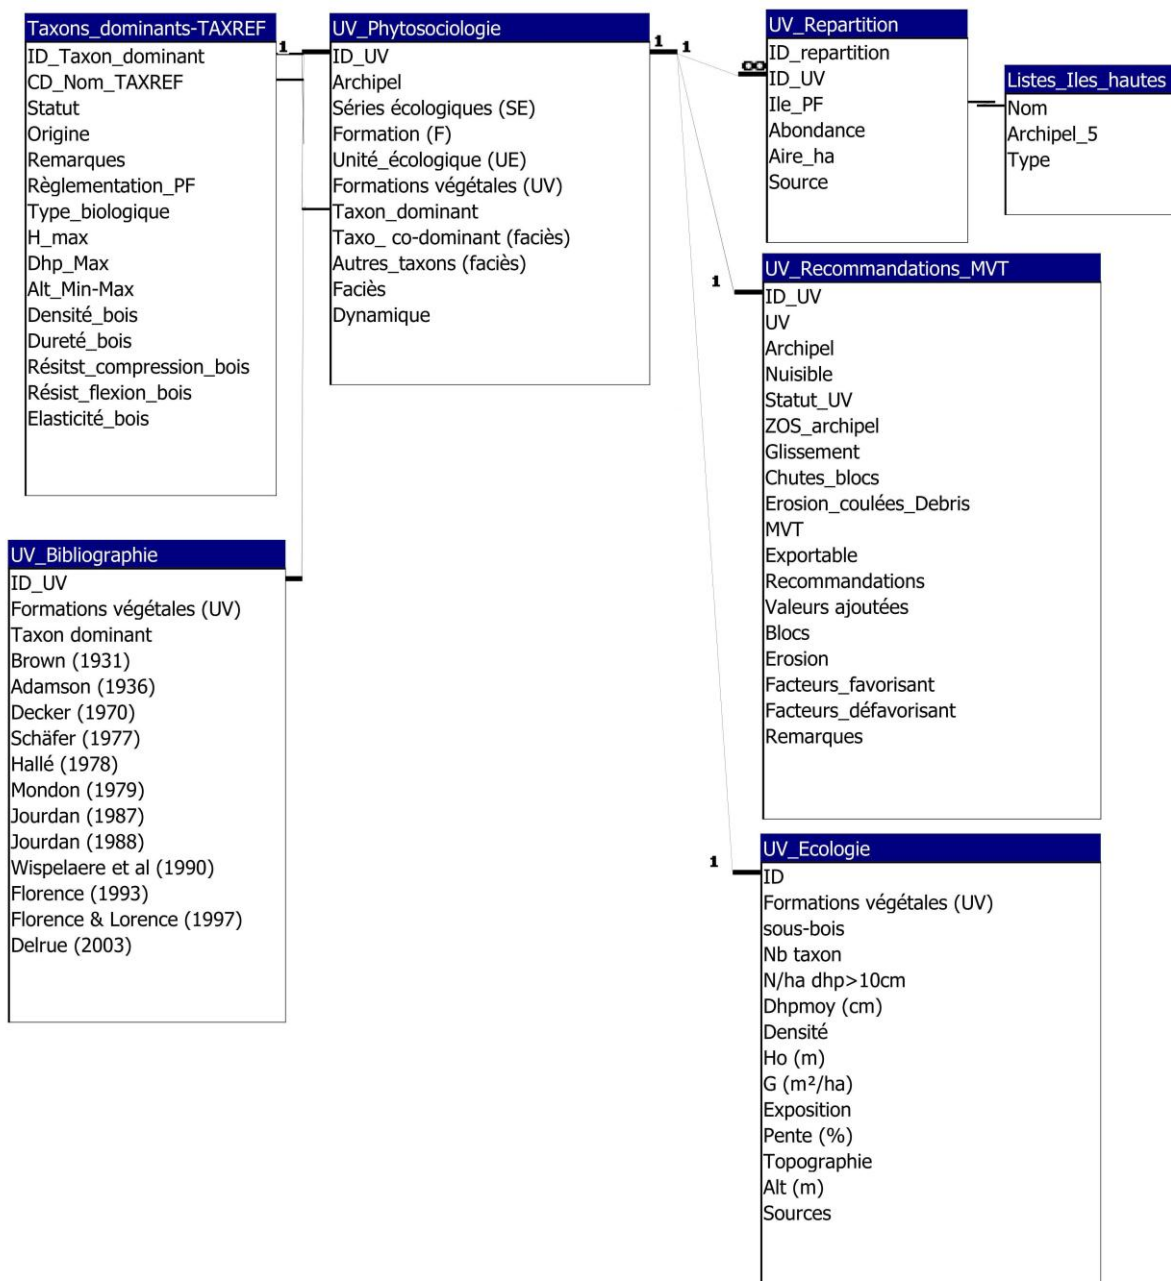 Taxons_dominants-TAXREF
ID_Taxon_dominant
CD_Nom_TAXREF
Statut
Origine
Remarques
Règlementation_PF
Type_biologique
H_max
Dhp_Max
Alt_Min-Max
Densité_bois
Dureté_bois
Résitst_compression_bois
Résist_flexion_bois
Elasticité_bois
1
UV_Phytosociologie
ID_UV
Archipel
Séries écologiques (SE)
Formation (F)
Unité_écologique (UE)
Formations végétales (UV)
Taxon_dominant
Taxo_ co-dominant (faciès)
Autres_taxons (faciès)
Faciès
Dynamique
1
1
∞
UV_Repartition
ID_repartition
ID_UV
Ile_PF
Abondance
Aire_ha
Source
Listes_Iles_hautes
Nom
Archipel_5
Type
1
UV_Recommandations_MVT
ID_UV
UV
Archipel
Nuisible
Statut_UV
ZOS_archipel
Glissement
Chutes_blocs
Erosion_coulées_Debris
MVT
Exportable
Recommandations
Valeurs ajoutées
Blocs
Erosion
Facteurs_favorisant
Facteurs_défavorisant
Remarques
UV_Bibliographie
ID_UV
Formations végétales (UV)
Taxon dominant
Brown (1931)
Adamson (1936)
Decker (1970)
Schäfer (1977)
Hallé (1978)
Mondon (1979)
Jourdan (1987)
Jourdan (1988)
Wispelaere et al (1990)
Florence (1993)
Florence & Lorence (1997)
Delrue (2003)
1
UV_Ecologie
ID
Formations végétales (UV)
sous-bois
Nb taxon
N/ha dhp>10cm
Dhpmoy (cm)
Densité
Ho (m)
G (m²/ha)
Exposition
Pente (%)
Topographie
Alt (m)
Sources